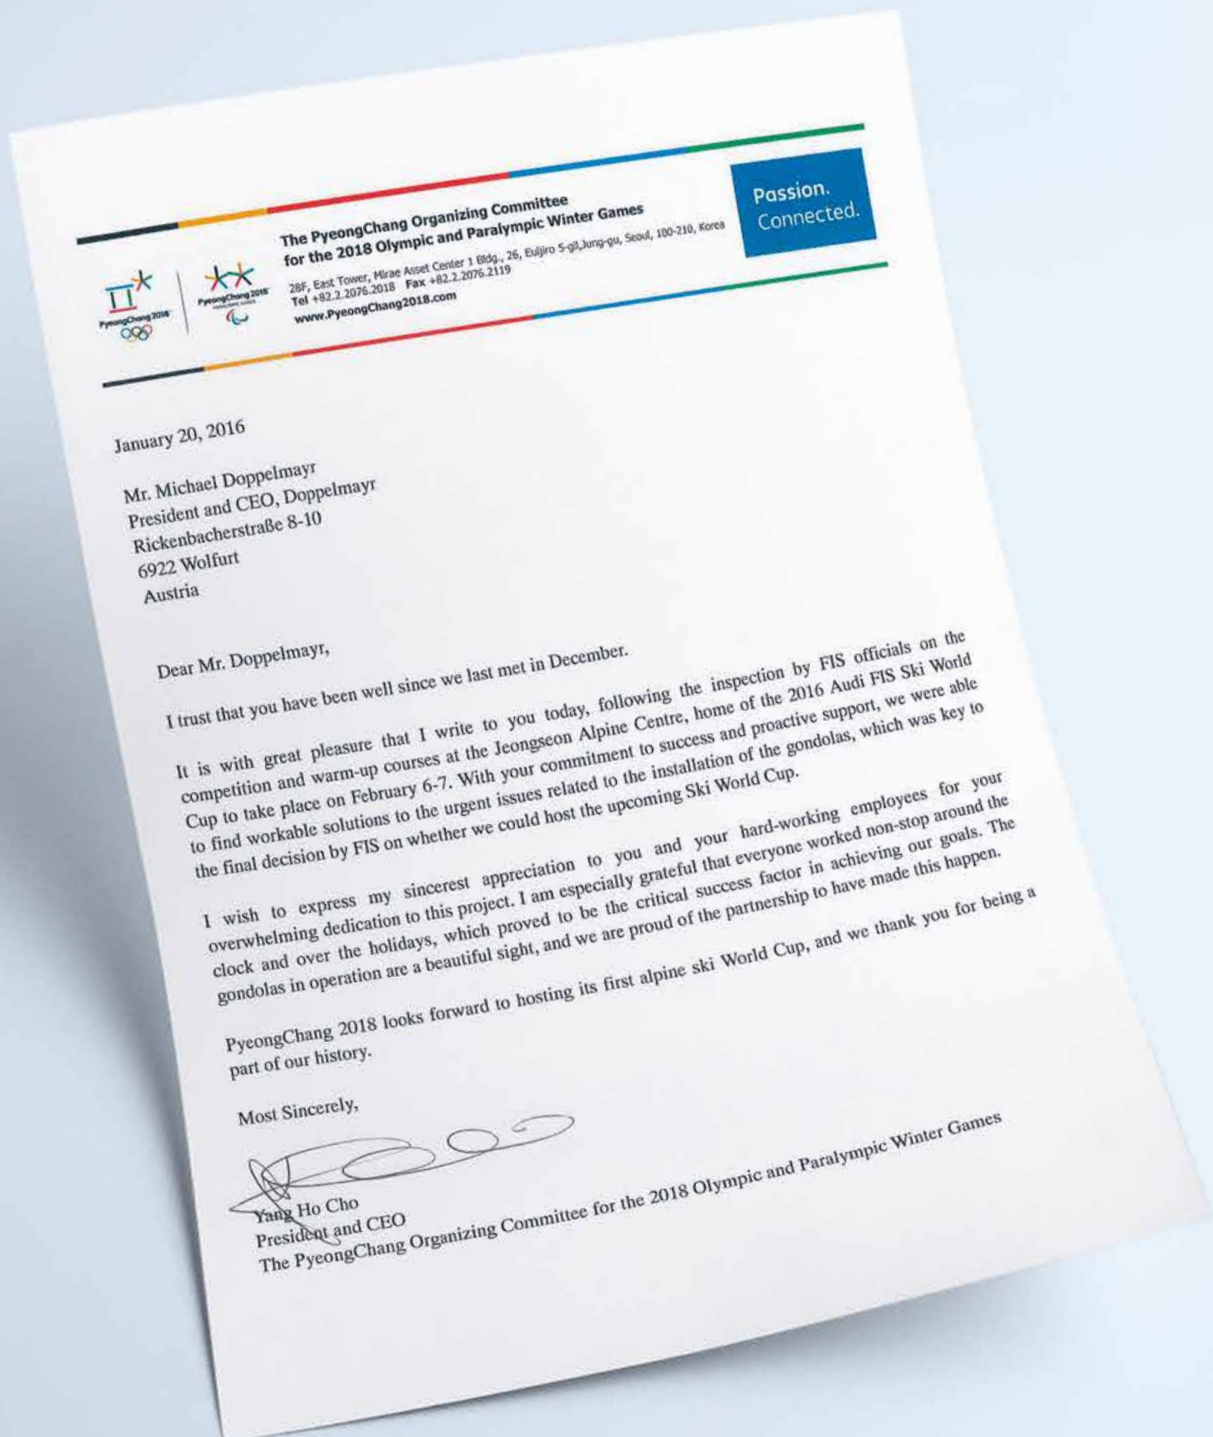 The PyeongChang Organizing Committee
for the 2018 Olympic and Paralympic Winter Games
28F, East Tower, Mirae Asset Center 1 Bldg., 26, Euljiro 5-gil,Jung-gu, Seoul, 100-210, Korea
Tel +82.2.2076.2018 Fax +82.2.2076.2119
www.PyeongChang2018.com
PyeongChang 2018
PyeongChang 2018
Passion.
Connected.
January 20, 2016
Mr. Michael Doppelmayr
President and CEO, Doppelmayr
Rickenbacherstraße 8-10
6922 Wolfurt
Austria
Dear Mr. Doppelmayr,
I trust that you have been well since we last met in December.
It is with great pleasure that I write to you today, following the inspection by FIS officials on the
competition and warm-up courses at the Jeongseon Alpine Centre, home of the 2016 Audi FIS Ski World
Cup to take place on February 6-7. With your commitment to success and proactive support, we were able
to find workable solutions to the urgent issues related to the installation of the gondolas, which was key to
the final decision by FIS on whether we could host the upcoming Ski World Cup.
I wish to express my sincerest appreciation to you and your hard-working employees for your
overwhelming dedication to this project. I am especially grateful that everyone worked non-stop around the
clock and over the holidays, which proved to be the critical success factor in achieving our goals. The
gondolas in operation are a beautiful sight, and we are proud of the partnership to have made this happen.
PyeongChang 2018 looks forward to hosting its first alpine ski World Cup, and we thank you for being a
part of our history.
Most Sincerely,
Yang Ho Cho
President and CEO
The PyeongChang Organizing Committee for the 2018 Olympic and Paralympic Winter Games